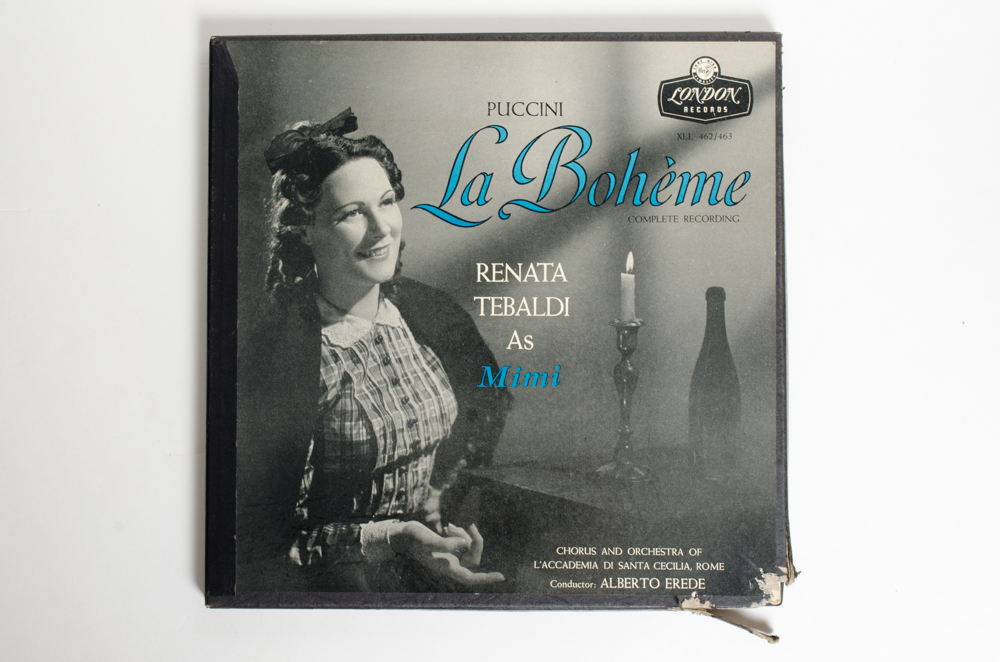 LONDON
RECORDS
PUCCINI
XLL 462/463
La Bohème
COMPLETE RECORDING
RENATA
TEBALDI
As
Mimi
CHORUS AND ORCHESTRA OF
L'ACCADEMIA DI SANTA CECILIA, ROME
Conductor: ALBERTO EREDE